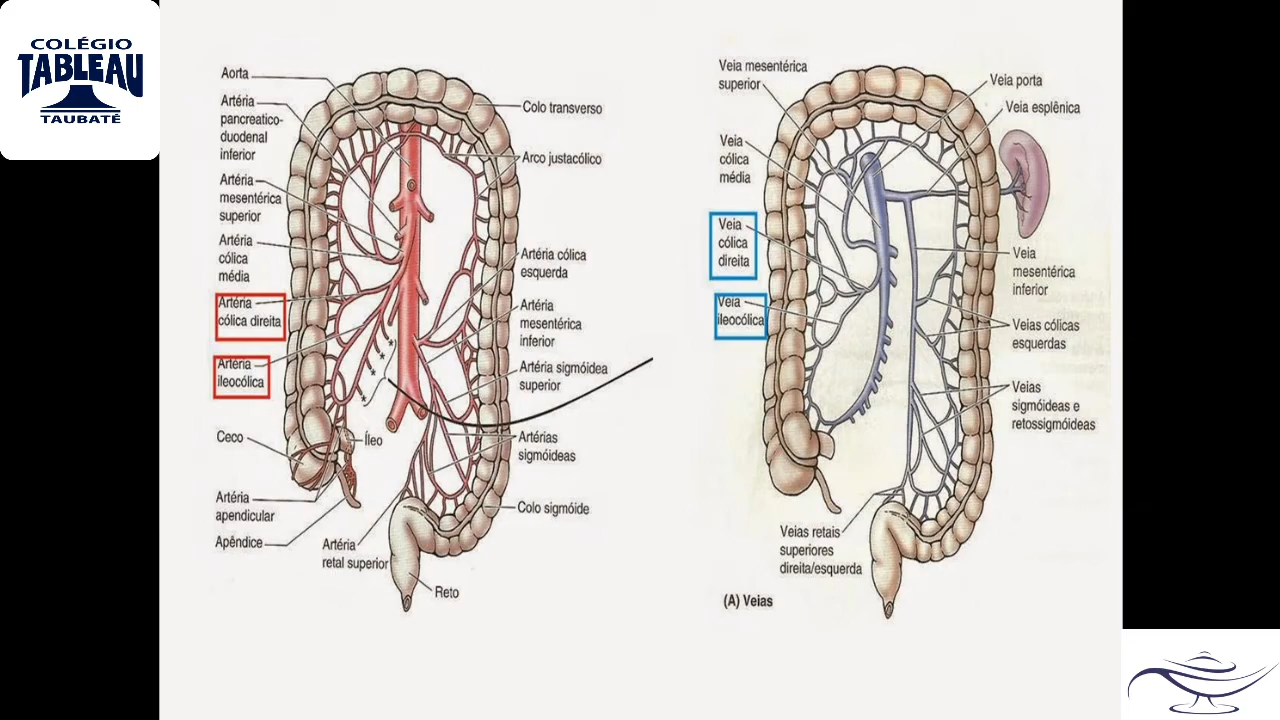 COLÉGIO
TABLEAU
TAUBATÉ
Aorta
Artéria
pancreatico-
duodenal
inferior
Artéria
mesentérica
superior
Artéria
cólica
média
Artéria
cólica direita
Artéria
ileocólica
Ceco
Íleo
Artéria
apendicular
Apêndice
Artéria
retal superior
Reto
Colo transverso
Arco justacólico
Artéria cólica
esquerda
Artéria
mesentérica
inferior
Artéria sigmóidea
superior
Artérias
sigmóideas
Colo sigmóide
Veia mesentérica
superior
Veia
cólica
média
Veia
cólica
direita
Veia
ileocólica
Veia porta
Veia esplênica
Veia
mesentérica
inferior
Veias cólicas
esquerdas
Veias
sigmóideas e
retossigmóideas
Veias retais
superiores
direita/esquerda
(A) Veias